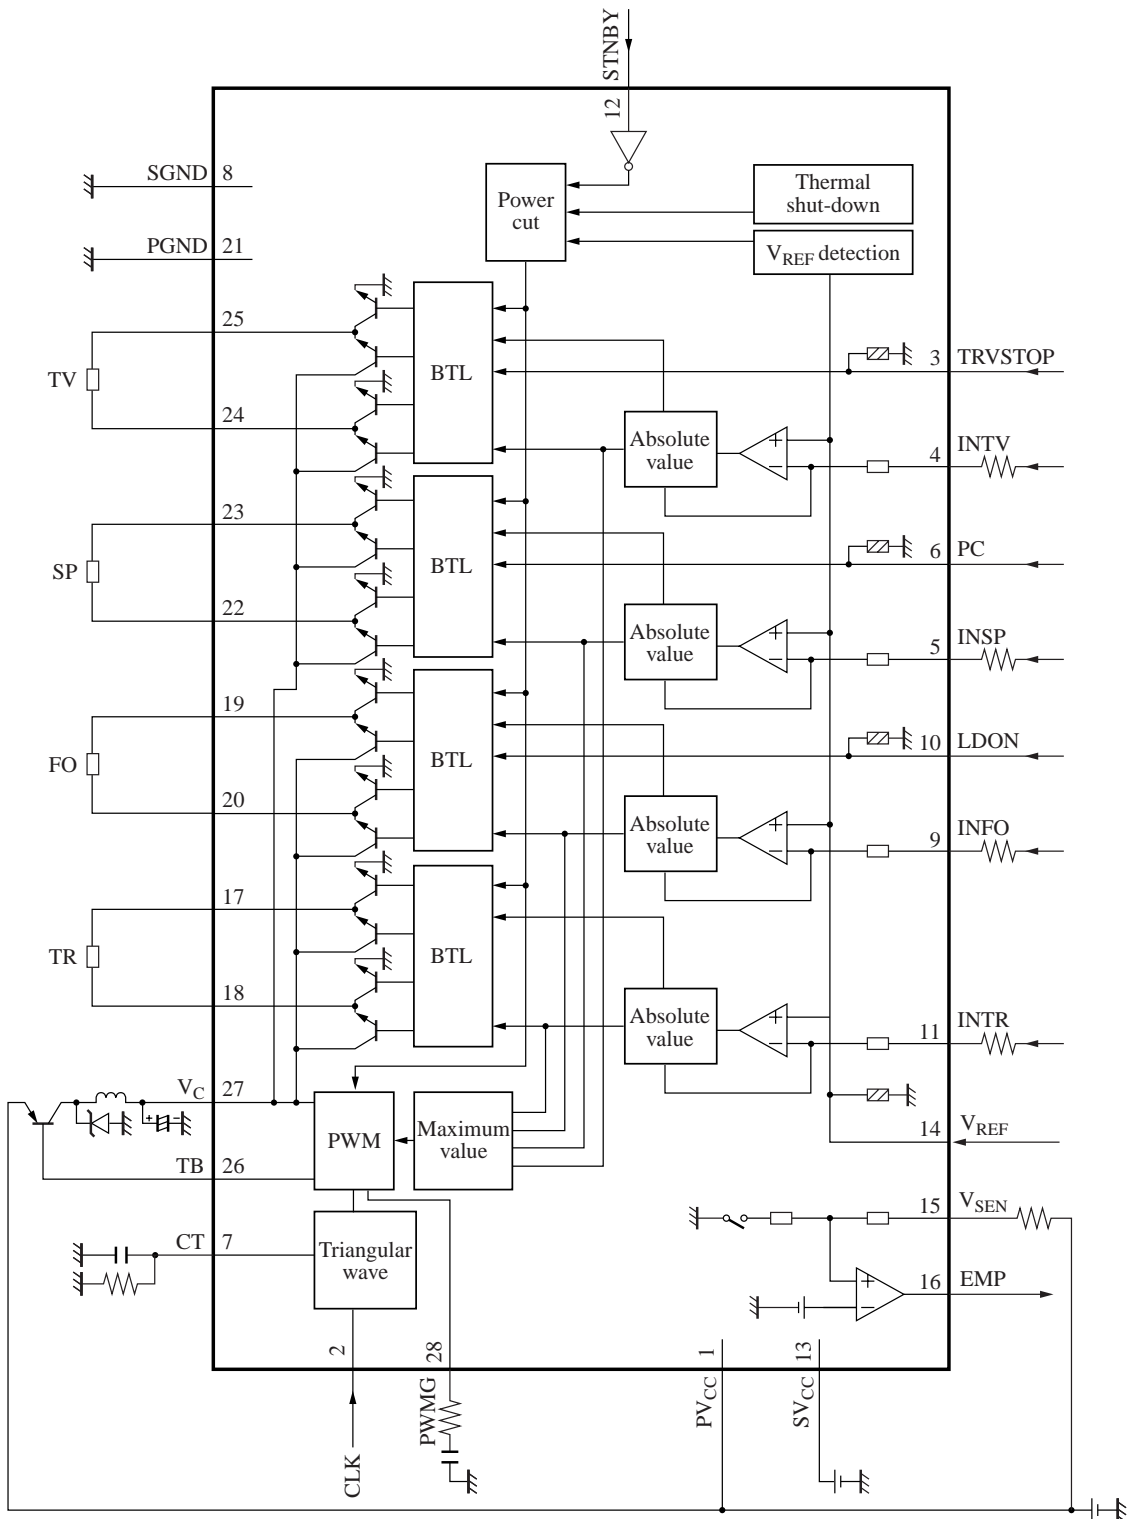 STNBY
12
SGND 8
Power cut
Thermal shut-down
PGND 21
VREF detection
25
BTL
3 TRVSTOP
TV
24
Absolute value
+
−
4 INTV
23
BTL
6 PC
SP
22
Absolute value
+
−
5 INSP
19
BTL
10 LDON
FO
20
Absolute value
+
−
9 INFO
17
BTL
TR
18
Absolute value
+
−
11 INTR
VC 27
+ −
PWM
Maximum value
14 VREF
TB 26
15 VSEN
CT 7
Triangular wave
+
−
16 EMP
2
28
1
13
CLK
PWMG
PVCC
SVCC